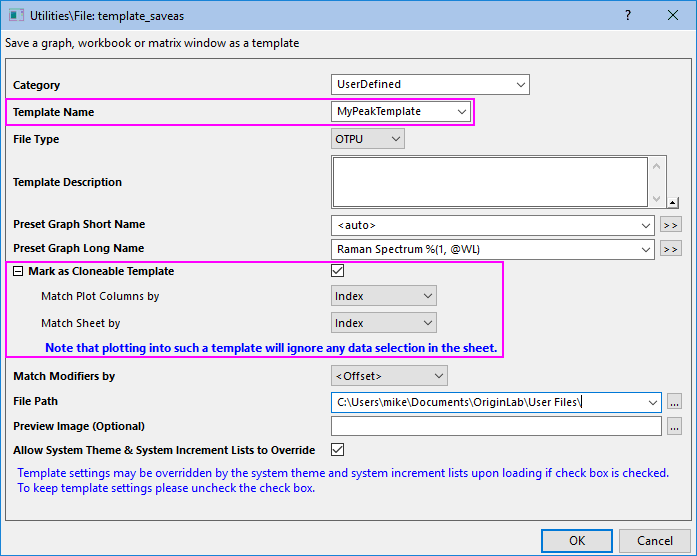 Utilities\File: template_saveas
Save a graph, workbook or matrix window as a template
Category UserDefined
Template Name MyPeakTemplate
File Type OTPU
Template Description
Preset Graph Short Name <auto> >>
Preset Graph Long Name Raman Spectrum %(1, @WL) >>
Mark as Cloneable Template
Match Plot Columns by Index
Match Sheet by Index
Note that plotting into such a template will ignore any data selection in the sheet.
Match Modifiers by <Offset>
File Path C:\Users\mike\Documents\OriginLab\User Files\ ...
Preview Image (Optional) ...
Allow System Theme & System Increment Lists to Override
Template settings may be overridden by the system theme and system increment lists upon loading if check box is checked.
To keep template settings please uncheck the check box.
OK Cancel